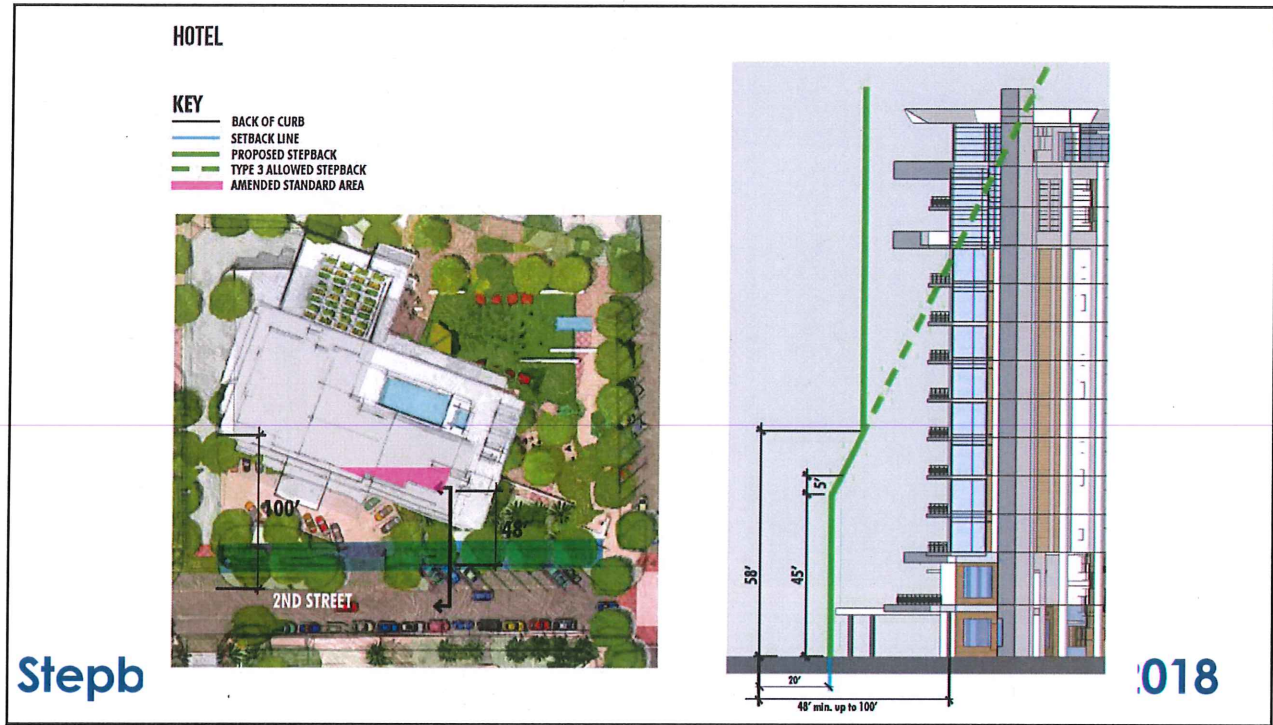 HOTEL
KEY
BACK OF CURB
SETBACK LINE
PROPOSED STEPBACK
TYPE 3 ALLOWED STEPBACK
AMENDED STANDARD AREA
100'
48'
2ND STREET
58'
45'
5'
20'
48' min. up to 100'
Stepb
018